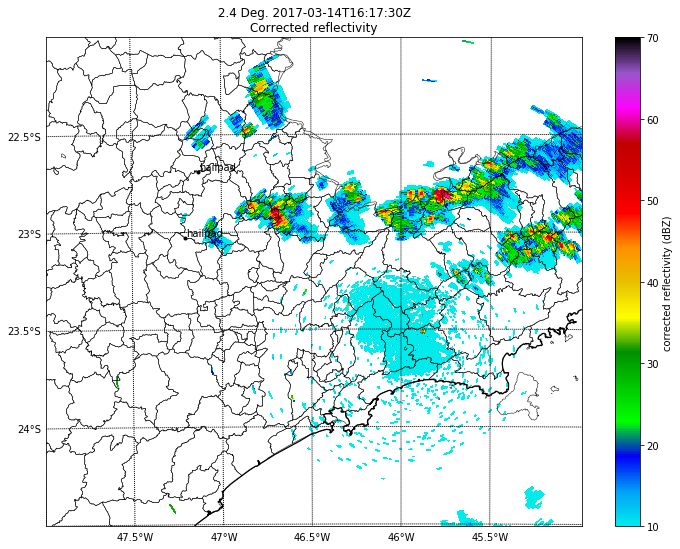 2.4 Deg. 2017-03-14T16:17:30Z
Corrected reflectivity
70
60
50
40
30
20
10
corrected reflectivity (dBZ)
22.5°S
23°S
23.5°S
24°S
hailpad
hailpad
47.5°W
47°W
46.5°W
46°W
45.5°W